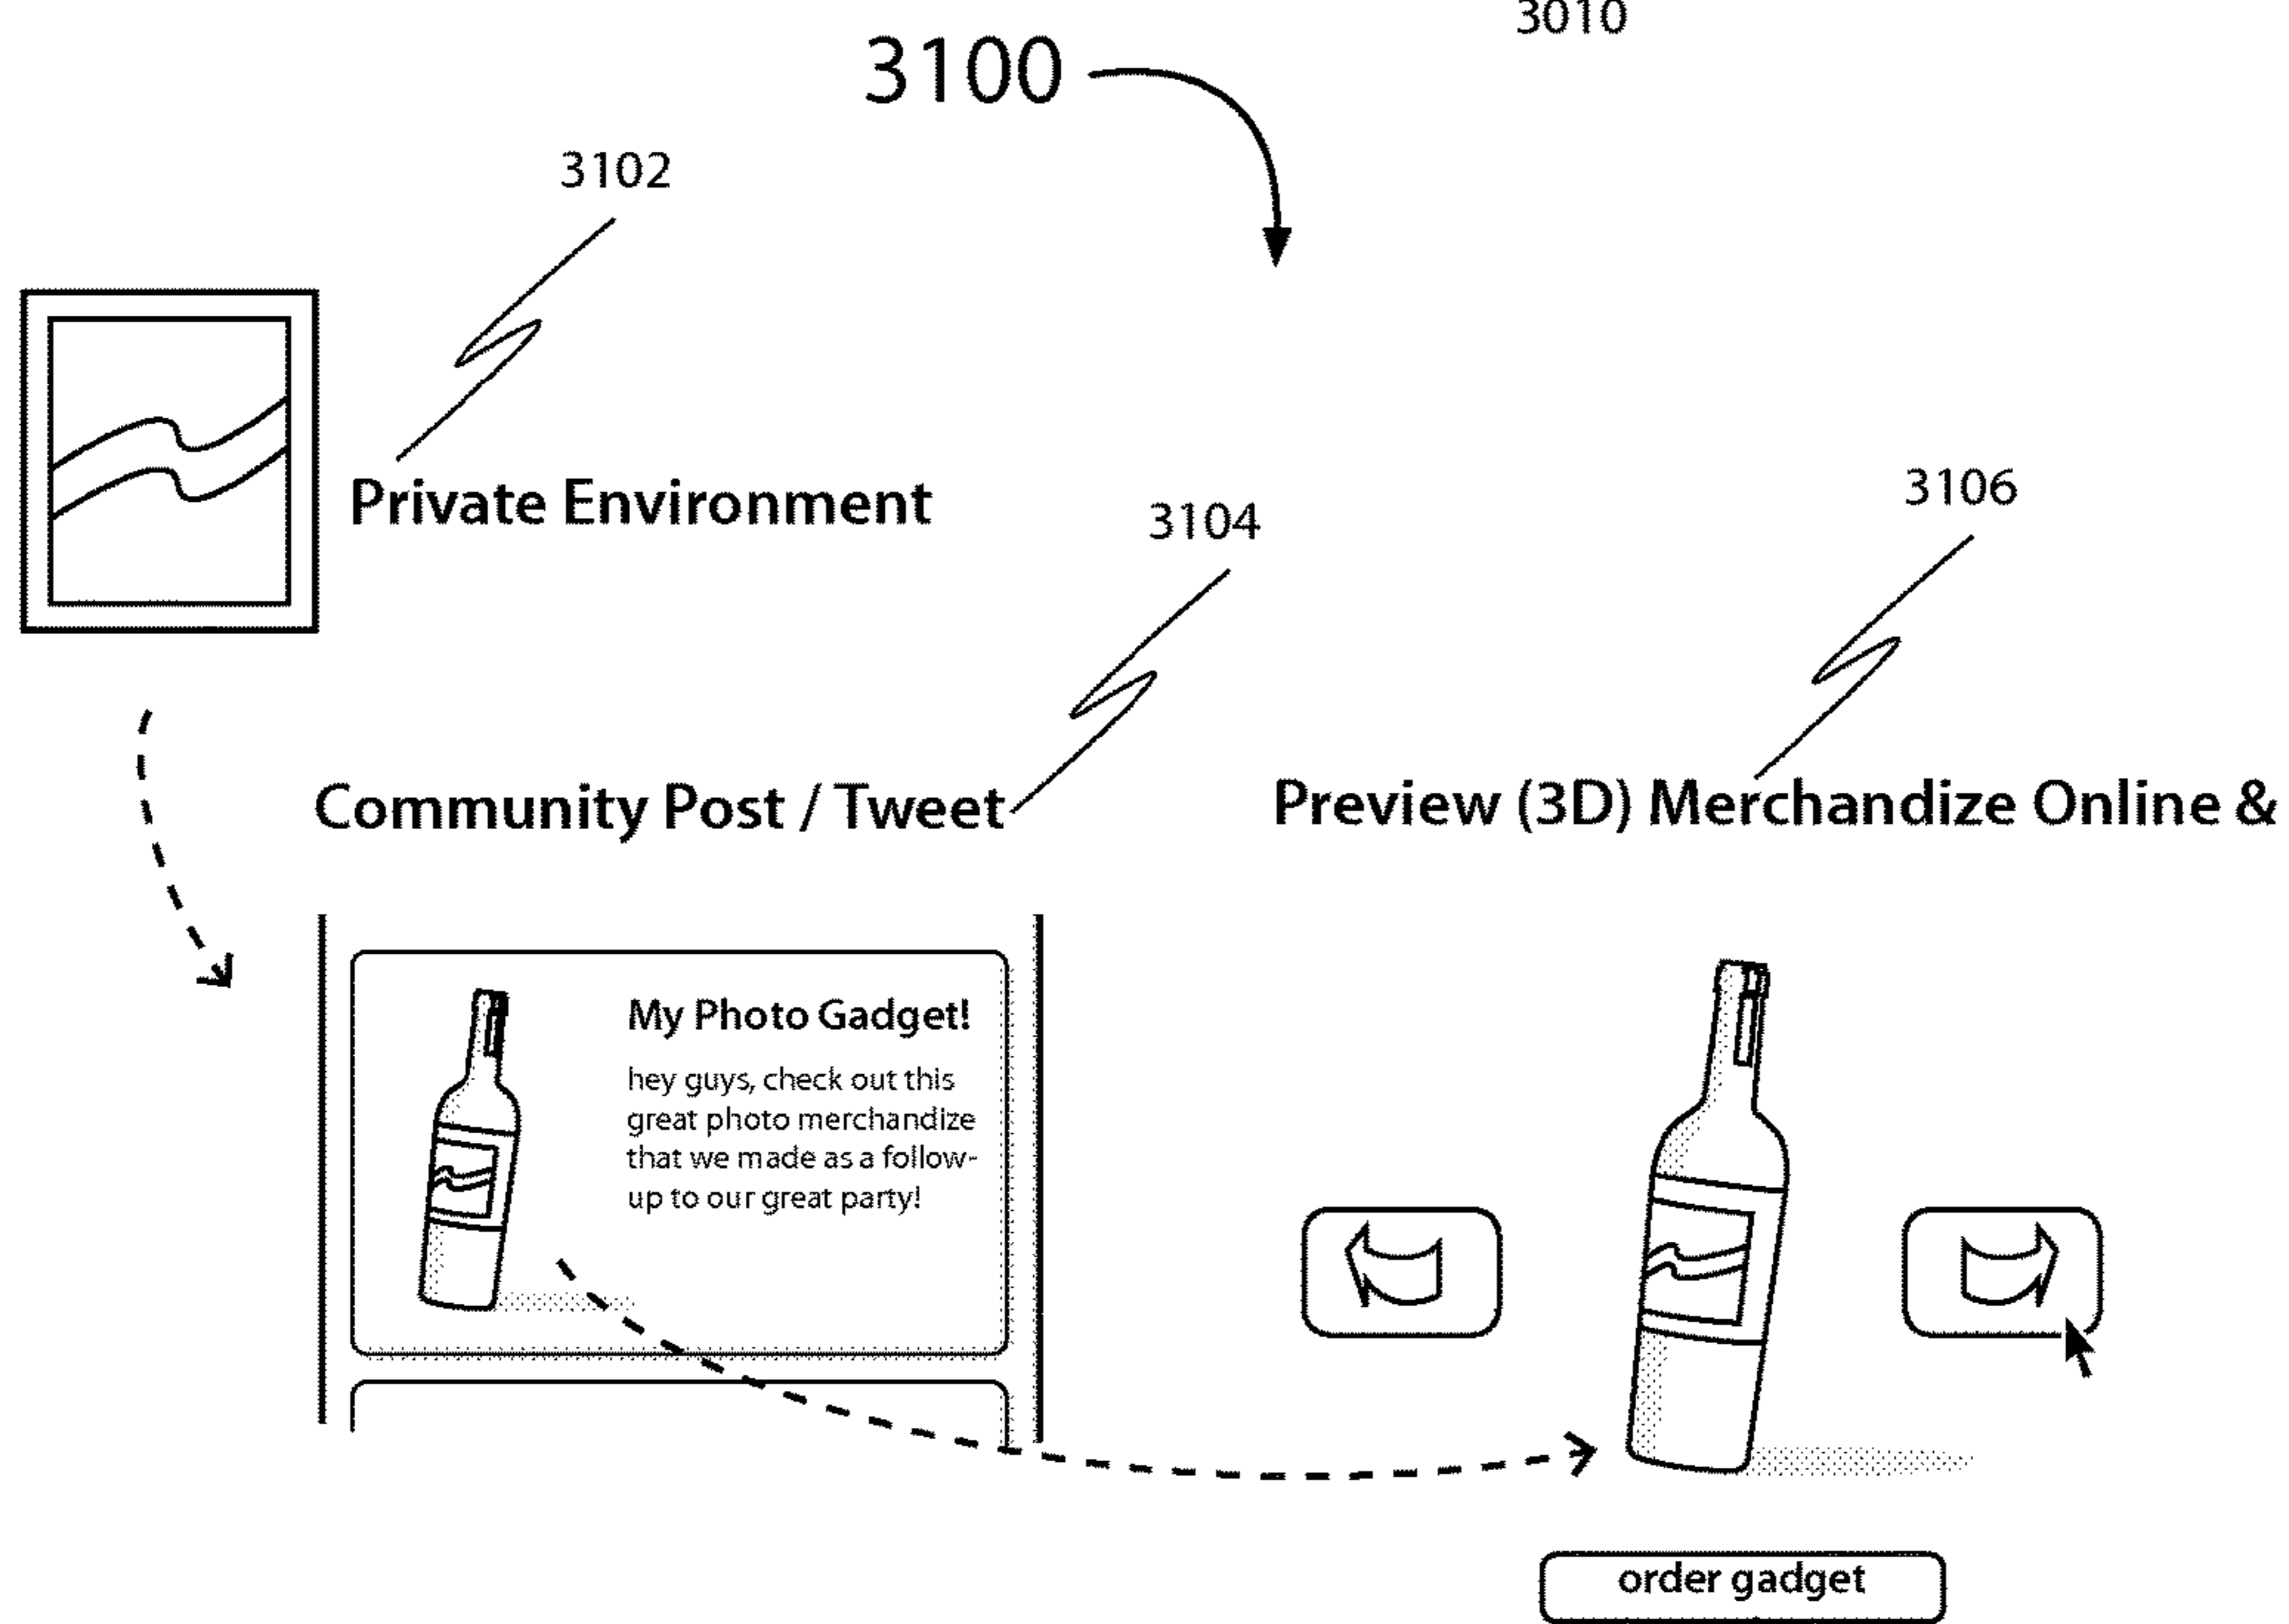 3010
3100
3102
Private Environment
3104
3106
Community Post / Tweet
Preview (3D) Merchandize Online &
My Photo Gadget!
hey guys, check out this
great photo merchandize
that we made as a follow-
up to our great party!
order gadget